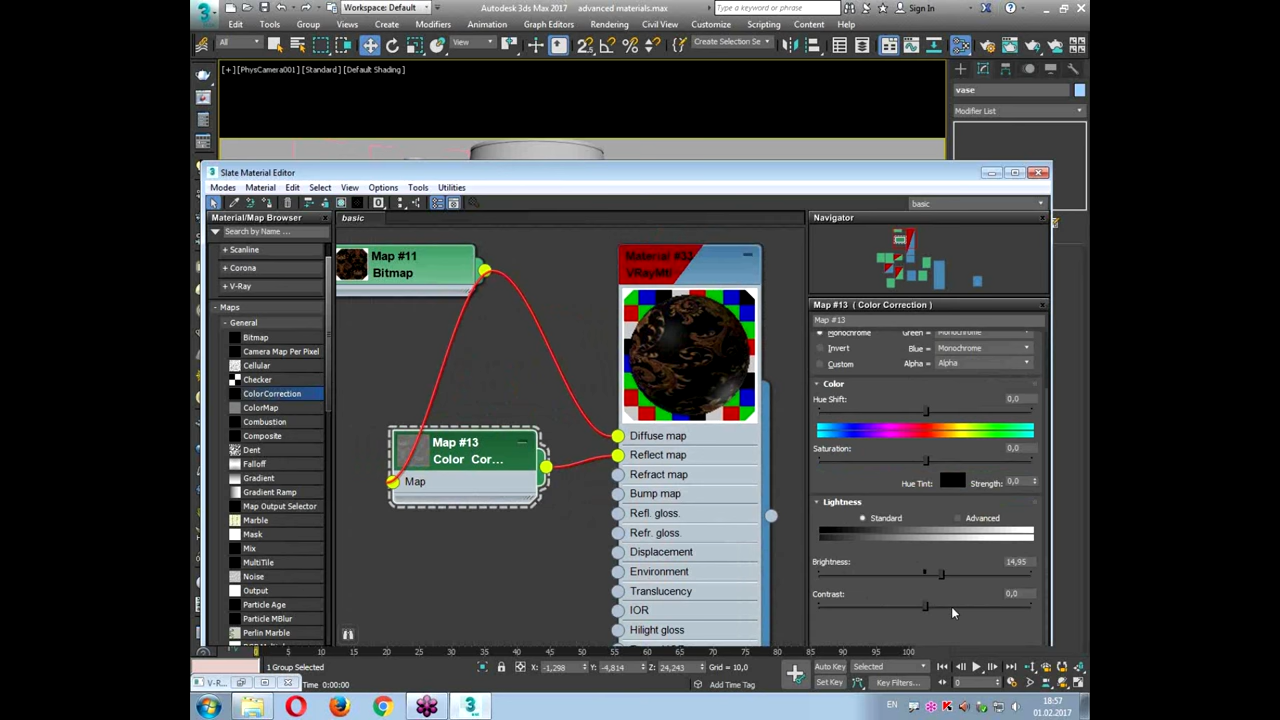 Workspace: Default
Autodesk 3ds Max 2017
advanced materials.max
Type a keyword or phrase
Sign In
Edit Tools Group Views Create Modifiers Animation Graph Editors Rendering Civil View Customize Scripting Content Help
All
View
Create Selection Se
[+] [PhysCamera001] [Standard] [Default Shading]
vase
Modifier List
Slate Material Editor
Modes Material Edit Select View Options Tools Utilities
basic
Material/Map Browser
basic
Navigator
Search by Name ...
+ Scanline
+ Corona
+ V-Ray
- Maps
- General
Bitmap
Camera Map Per Pixel
Cellular
Checker
ColorCorrection
ColorMap
Combustion
Composite
Dent
Falloff
Gradient
Gradient Ramp
Map Output Selector
Marble
Mask
Mix
MultiTile
Noise
Output
Particle Age
Particle MBlur
Perlin Marble
Map #11
Bitmap
Map #13
Color Cor...
Map
Material #33
VRayMtl
Diffuse map
Reflect map
Refract map
Bump map
Refl. gloss.
Refr. gloss.
Displacement
Environment
Translucency
IOR
Hilight gloss
Map #13 ( Color Correction )
Map #13
Monochrome Green = Monochrome
Invert Blue = Monochrome
Custom Alpha = Alpha
Color
Hue Shift: 0,0
Saturation: 0,0
Hue Tint: Strength: 0,0
Lightness
Standard Advanced
Brightness: 14,95
Contrast: 0,0
0 5 10 15 20 25 30 35 40 45 50 55 60 65 70 75 80 85 90 95 100
1 Group Selected
X: -1,298 Y: -4,814 Z: 24,243 Grid = 10,0
Auto Key Selected
V-R...
Time 0:00:00
Add Time Tag
Set Key Key Filters...
0
EN
18:57
01.02.2017